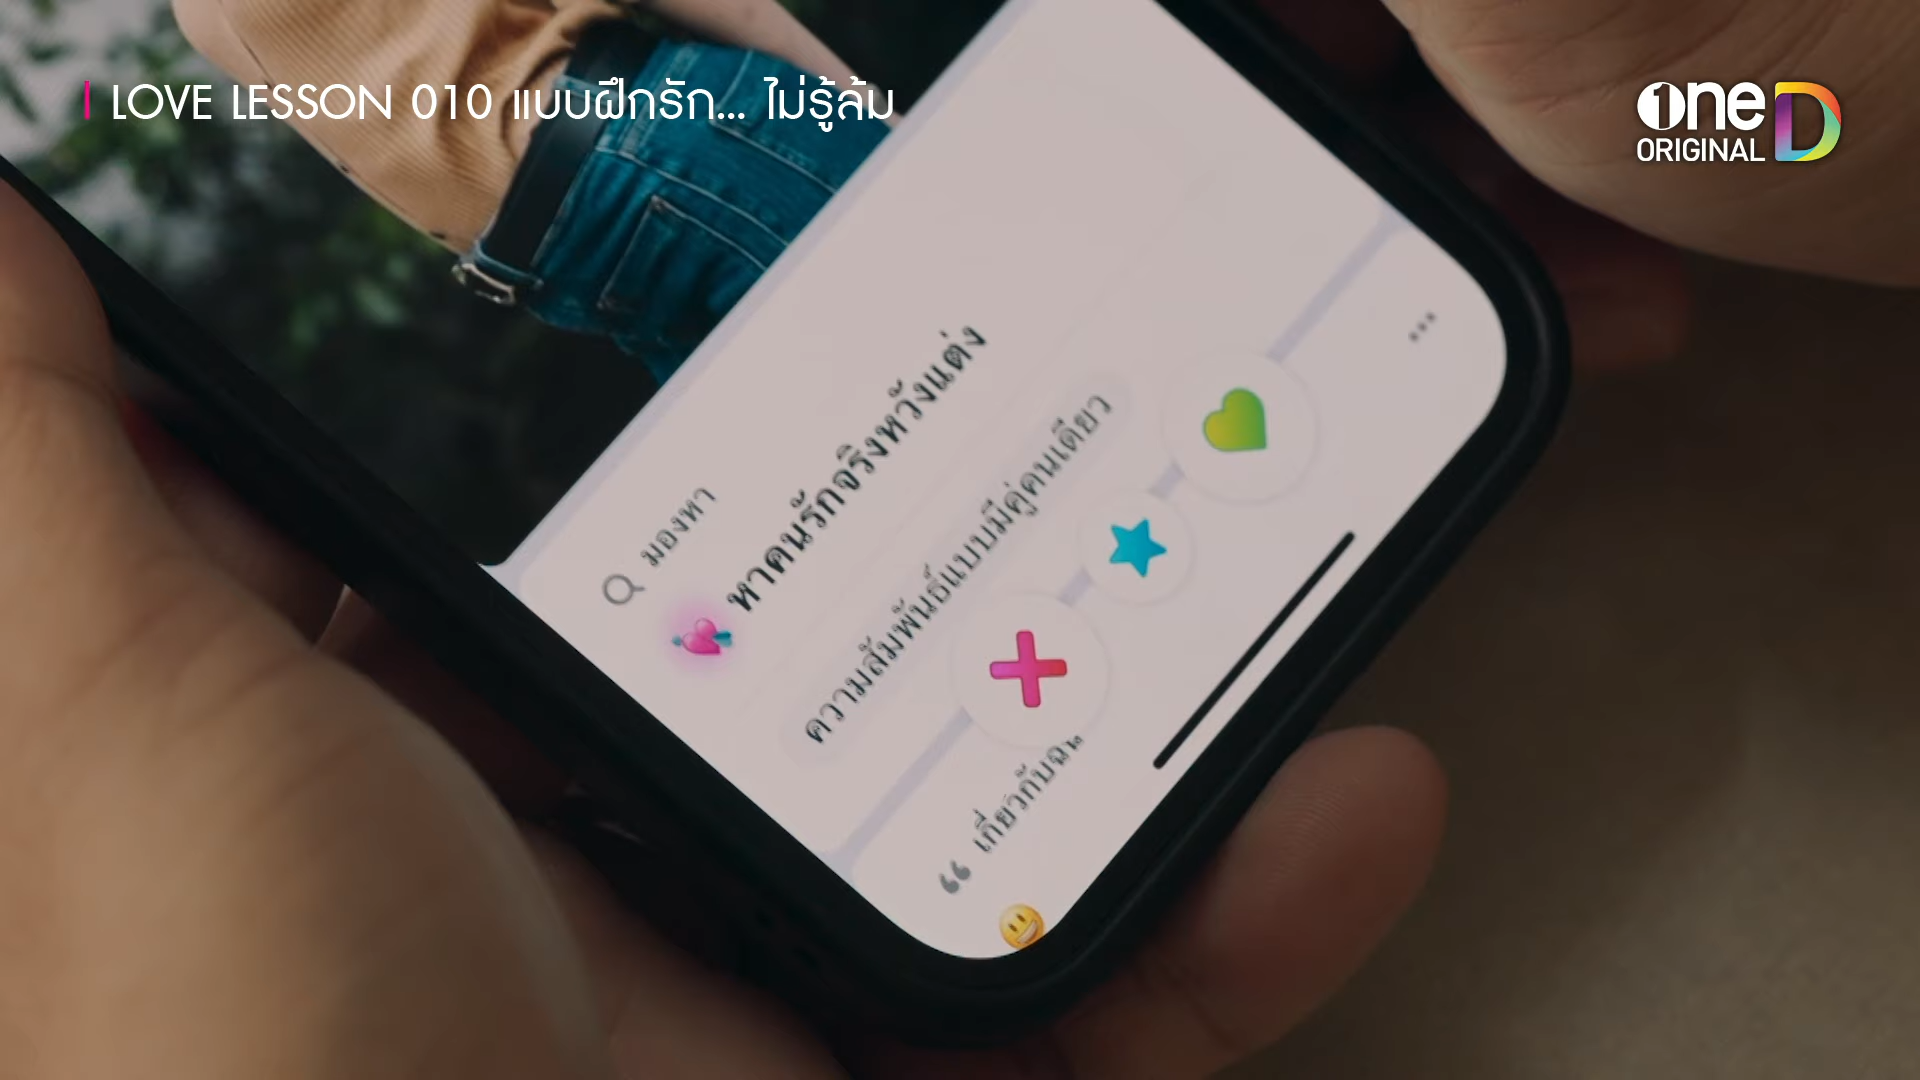 LOVE LESSON 010 แบบฝึกรัก... ไม่รู้ล้ม
one
ORIGINAL D
มองหา
หาคนรักจริงหวังแต่ง
ความสัมพันธ์แบบมีคู่คนเดียว
“ เกี่ยวกับฉัน